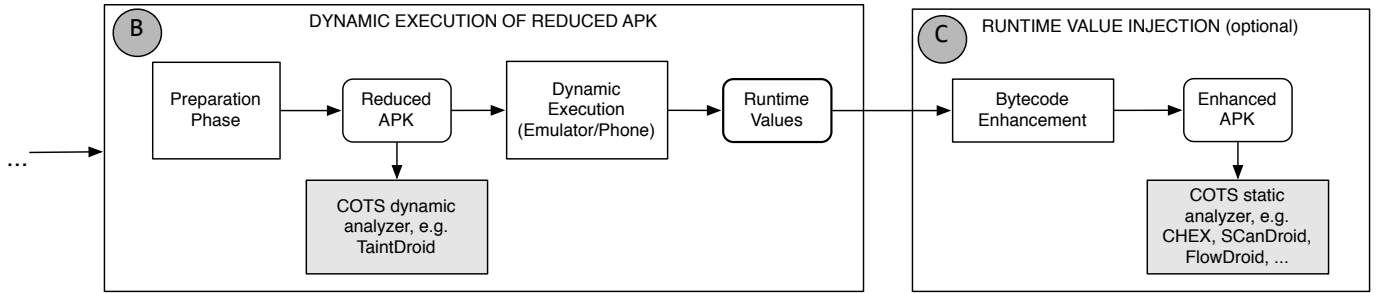 B
DYNAMIC EXECUTION OF REDUCED APK
Preparation
Phase
Reduced
APK
Dynamic
Execution
(Emulator/Phone)
Runtime
Values
...
COTS dynamic
analyzer, e.g.
TaintDroid
C
RUNTIME VALUE INJECTION (optional)
Bytecode
Enhancement
Enhanced
APK
COTS static
analyzer, e.g.
CHEX, SCanDroid,
FlowDroid, ...